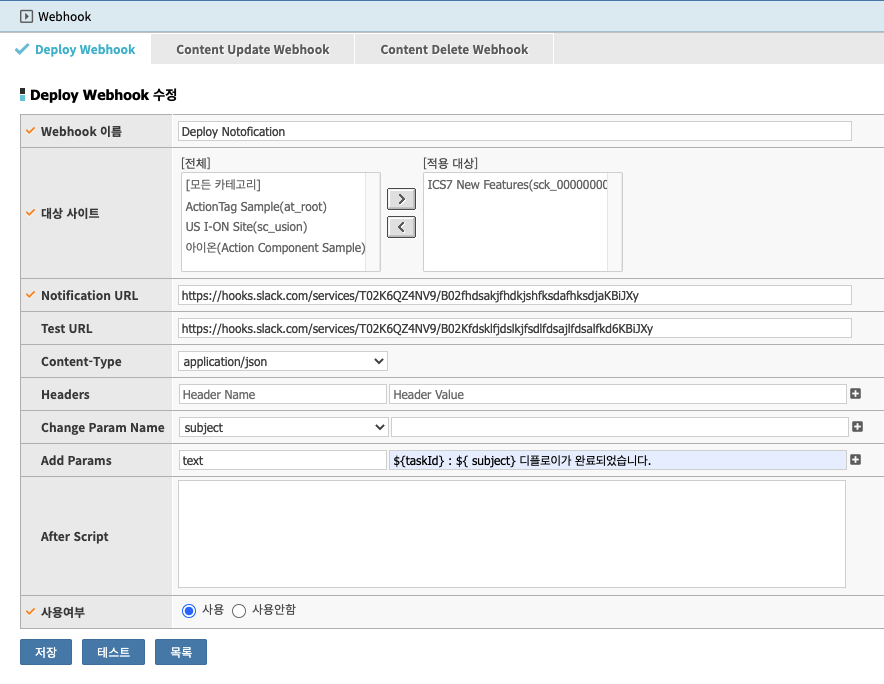 Webhook
Deploy Webhook Content Update Webhook Content Delete Webhook
Deploy Webhook 수정
Webhook 이름 Deploy Notofication
대상 사이트
[전체] [적용 대상]
[모든 카테고리] ICS7 New Features(sck_00000000
ActionTag Sample(at_root)
US I-ON Site(sc_usion)
아이온(Action Component Sample)
Notification URL https://hooks.slack.com/services/T02K6QZ4NV9/B02fhdsakjfhdkjshfksdafhksdjaKBiJXy
Test URL https://hooks.slack.com/services/T02K6QZ4NV9/B02Kfdsklfjdslkjfsdlfdsajlfdsalfkd6KBiJXy
Content-Type application/json
Headers Header Name Header Value
Change Param Name subject
Add Params text ${taskId} : ${ subject} 디플로이가 완료되었습니다.
After Script
사용여부 사용 사용안함
저장 테스트 목록